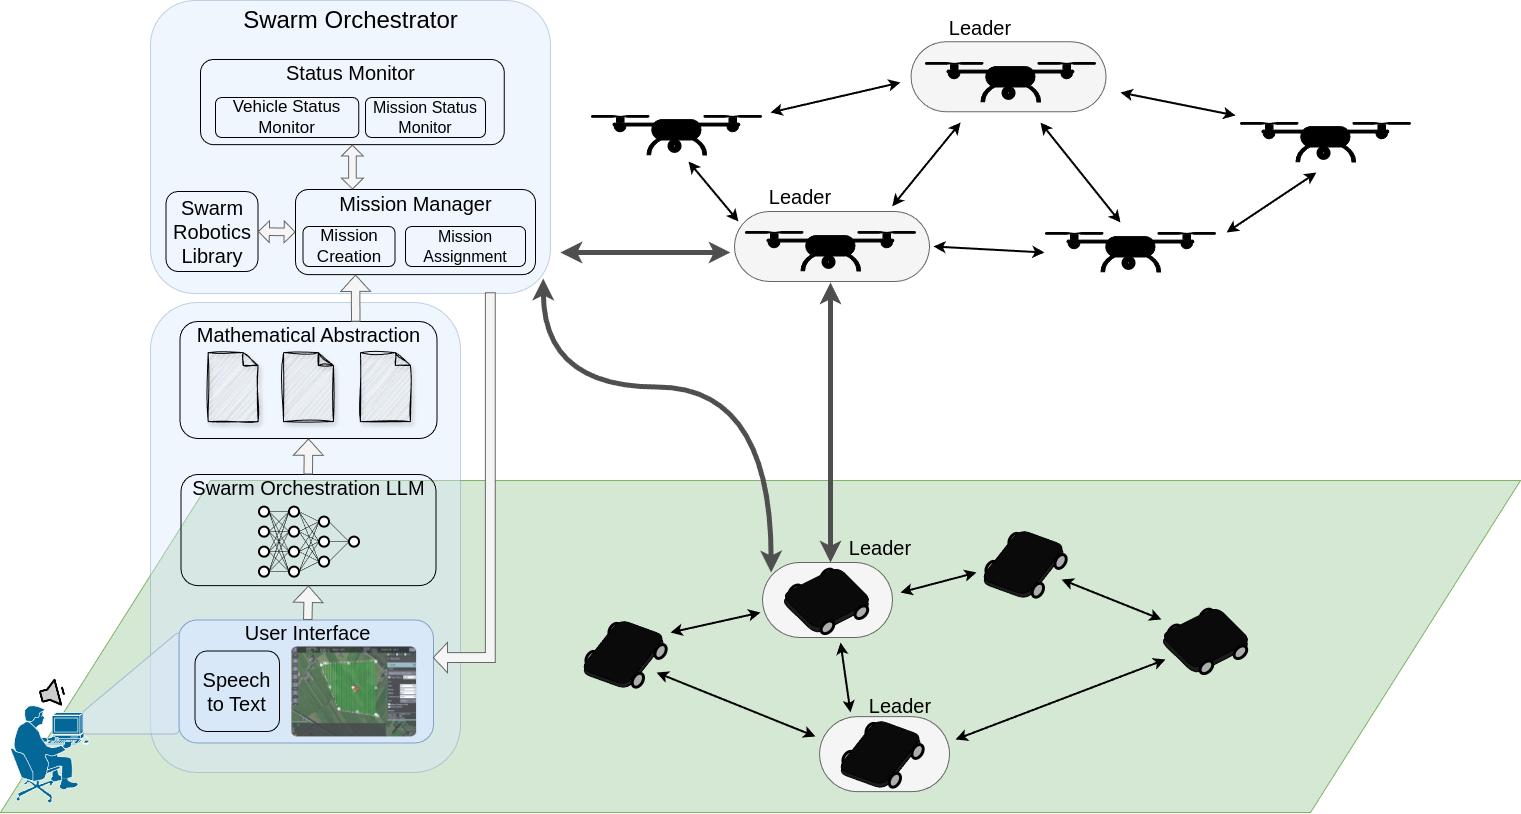 Swarm Orchestrator
Status Monitor
Vehicle Status
Monitor
Mission Status
Monitor
Swarm
Robotics
Library
Mission Manager
Mission
Creation
Mission
Assignment
Mathematical Abstraction
Swarm Orchestration LLM
User Interface
Speech
to Text
Leader
Leader
Leader
Leader